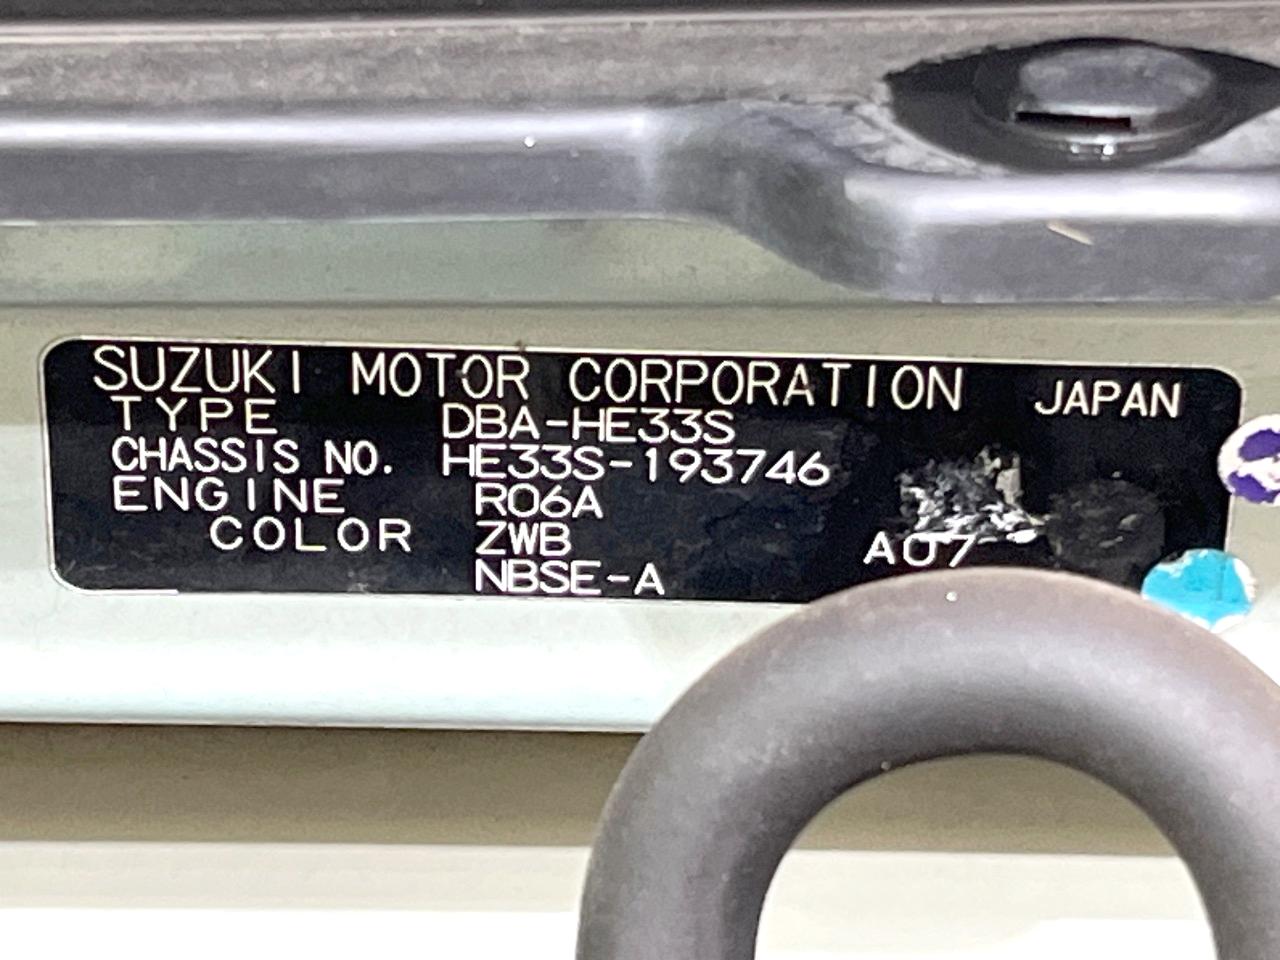 SUZUKI MOTOR CORPORATION JAPAN
TYPE DBA-HE33S
CHASSIS NO. HE33S-193746
ENGINE R06A
COLOR ZWB A07
NBSE-A